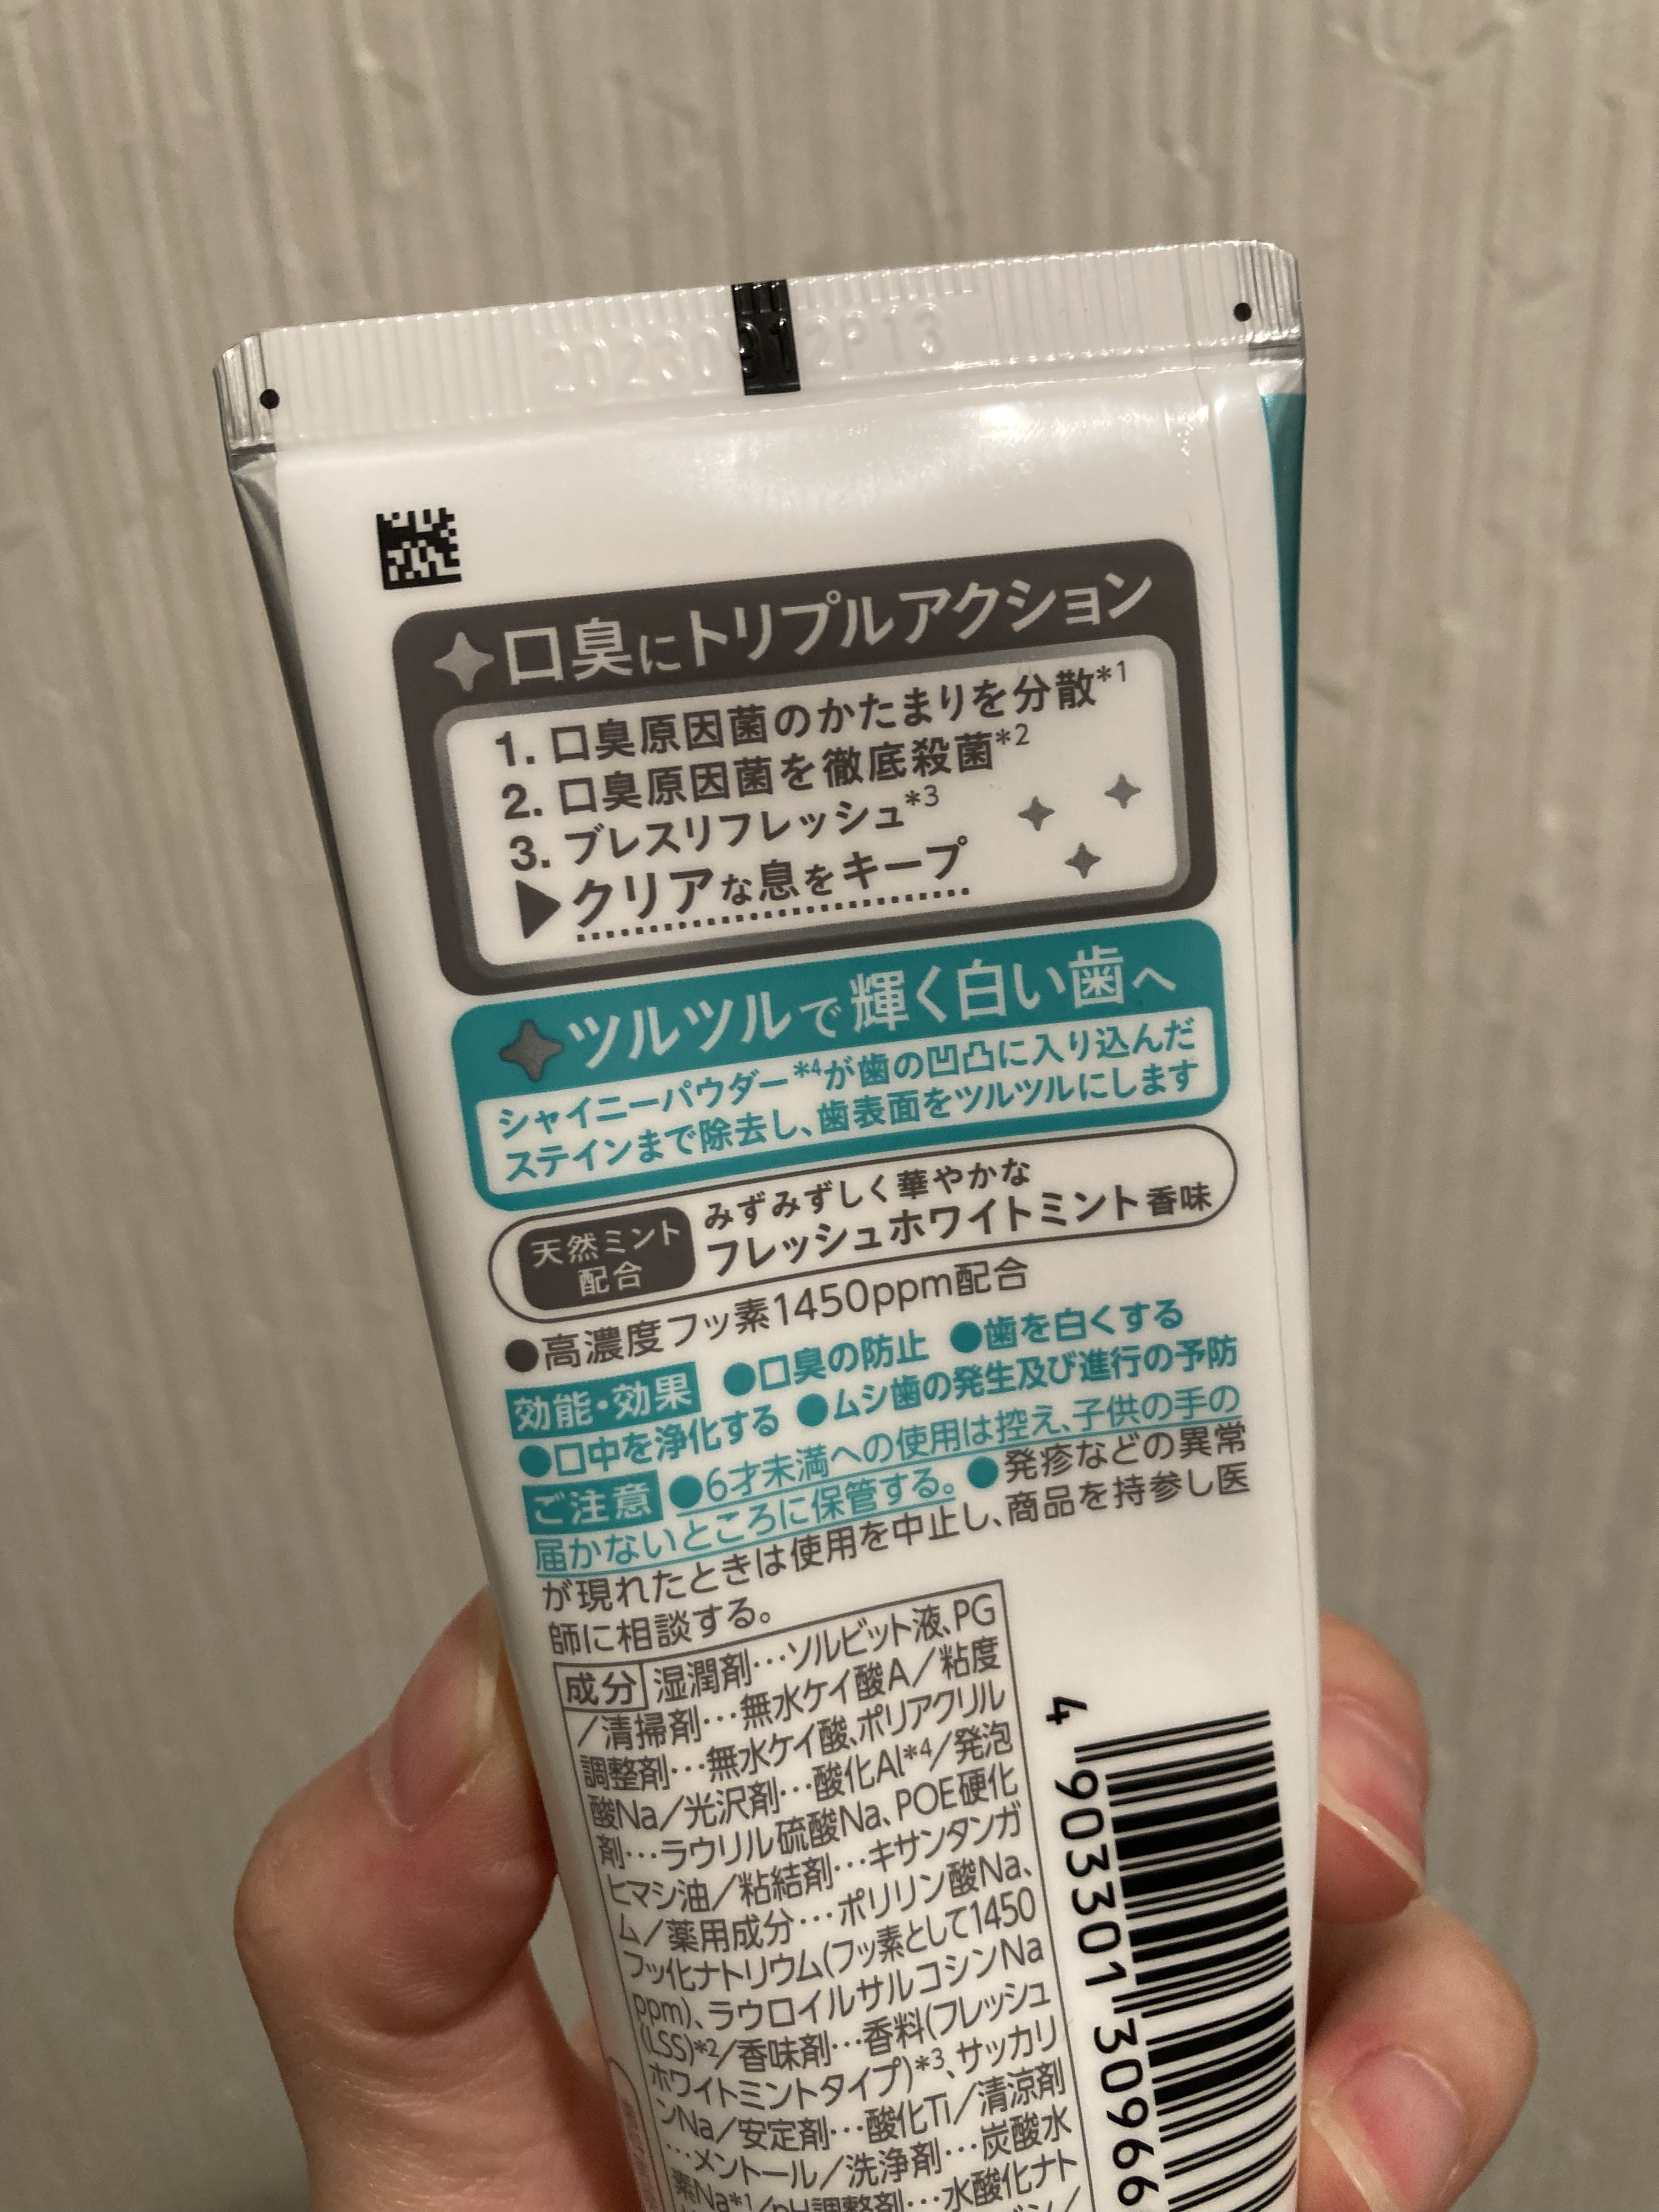 2023031 2P13
口臭にトリプルアクション
1. 口臭原因菌のかたまりを分散*1
2. 口臭原因菌を徹底殺菌*2
3. ブレスリフレッシュ*3
▶クリアな息をキープ
ツルツルで輝く白い歯へ
シャイニーパウダー*4が歯の凹凸に入り込んだ
ステインまで除去し、歯表面をツルツルにします
天然ミント
配合
みずみずしく華やかな
フレッシュホワイトミント香味
●高濃度フッ素1450ppm配合
効能・効果 ●口臭の防止 ●歯を白くする
●口中を浄化する ●ムシ歯の発生及び進行の予防
ご注意 ●6才未満への使用は控え、子供の手の
届かないところに保管する。●発疹などの異常
が現れたときは使用を中止し、商品を持参し医
師に相談する。
成分 湿潤剤…ソルビット液、PG
/清掃剤…無水ケイ酸A/粘度
調整剤…無水ケイ酸、ポリアクリル
酸Na/光沢剤…酸化Al*4/発泡
剤…ラウリル硫酸Na、POE硬化
ヒマシ油/粘結剤…キサンタンガ
ム/薬用成分…ポリリン酸Na、
フッ化ナトリウム(フッ素として1450
ppm)、ラウロイルサルコシンNa
(LSS)*2/香味剤…香料(フレッシュ
ホワイトミントタイプ)*3、サッカリ
ンNa/安定剤…酸化Ti/清涼剤
…メントール/洗浄剤…炭酸水
素Na*1/pH調整剤…水酸化ナト
4 903301 30966